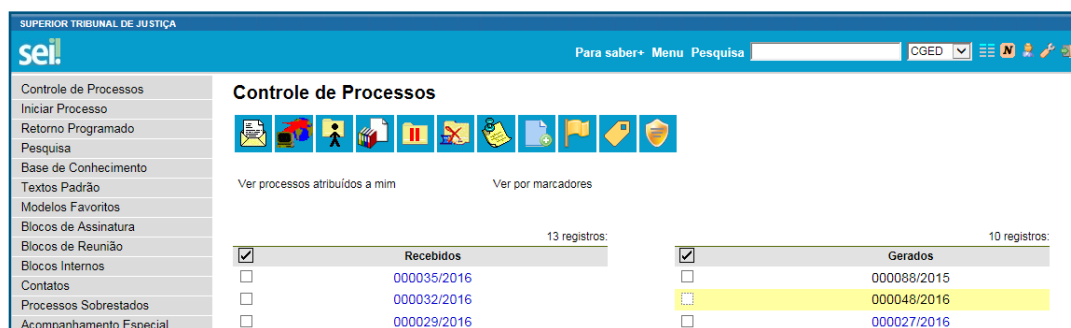 SUPERIOR TRIBUNAL DE JUSTIÇA
sei!
Para saber+ Menu Pesquisa
CGED
N
Controle de Processos
Iniciar Processo
Retorno Programado
Pesquisa
Base de Conhecimento
Textos Padrão
Modelos Favoritos
Blocos de Assinatura
Blocos de Reunião
Blocos Internos
Contatos
Processos Sobrestados
Acompanhamento Especial
Controle de Processos
Ver processos atribuídos a mim
Ver por marcadores
13 registros:
Recebidos
000035/2016
000032/2016
000029/2016
10 registros:
Gerados
000088/2015
000048/2016
000027/2016